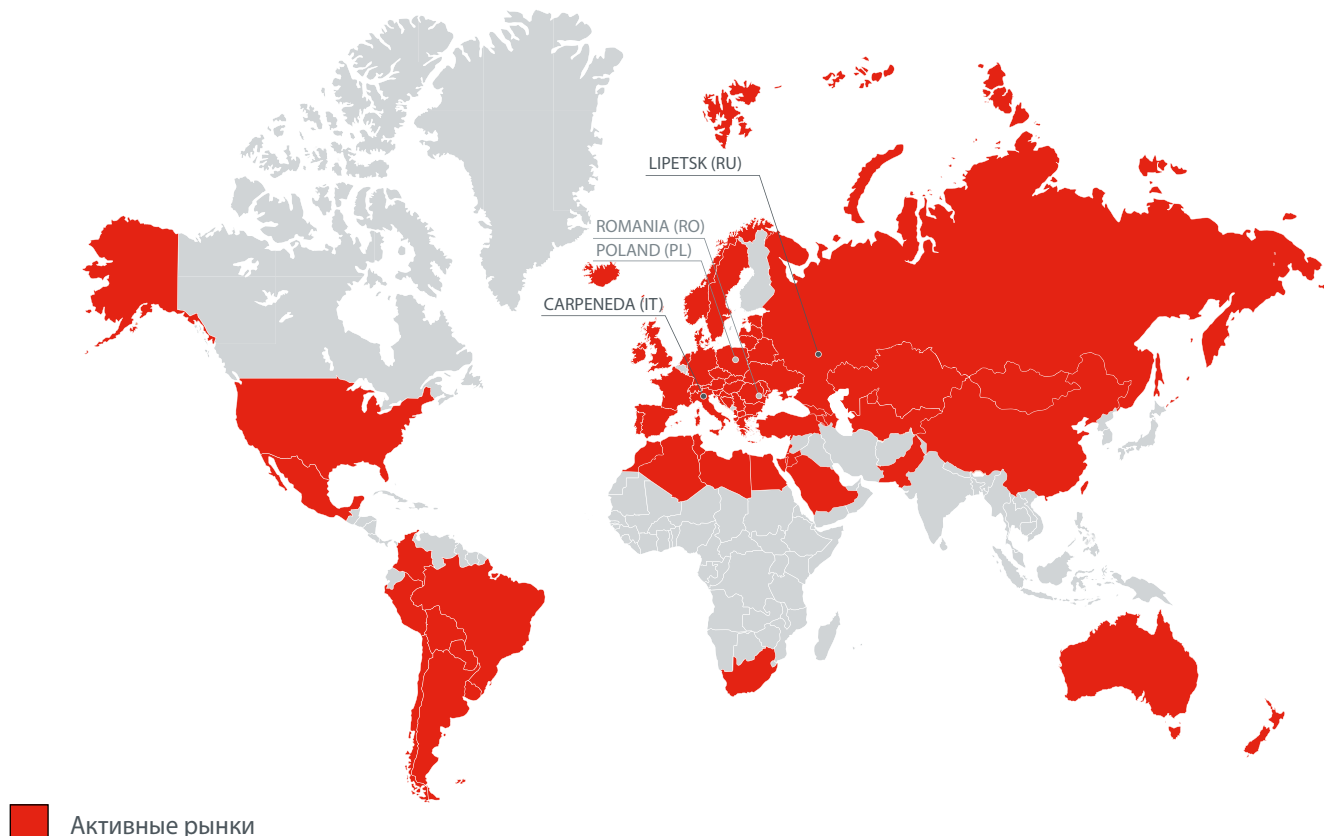 LIPETSK (RU)
ROMANIA (RO)
POLAND (PL)
CARPENEDA (IT)
Активные рынки